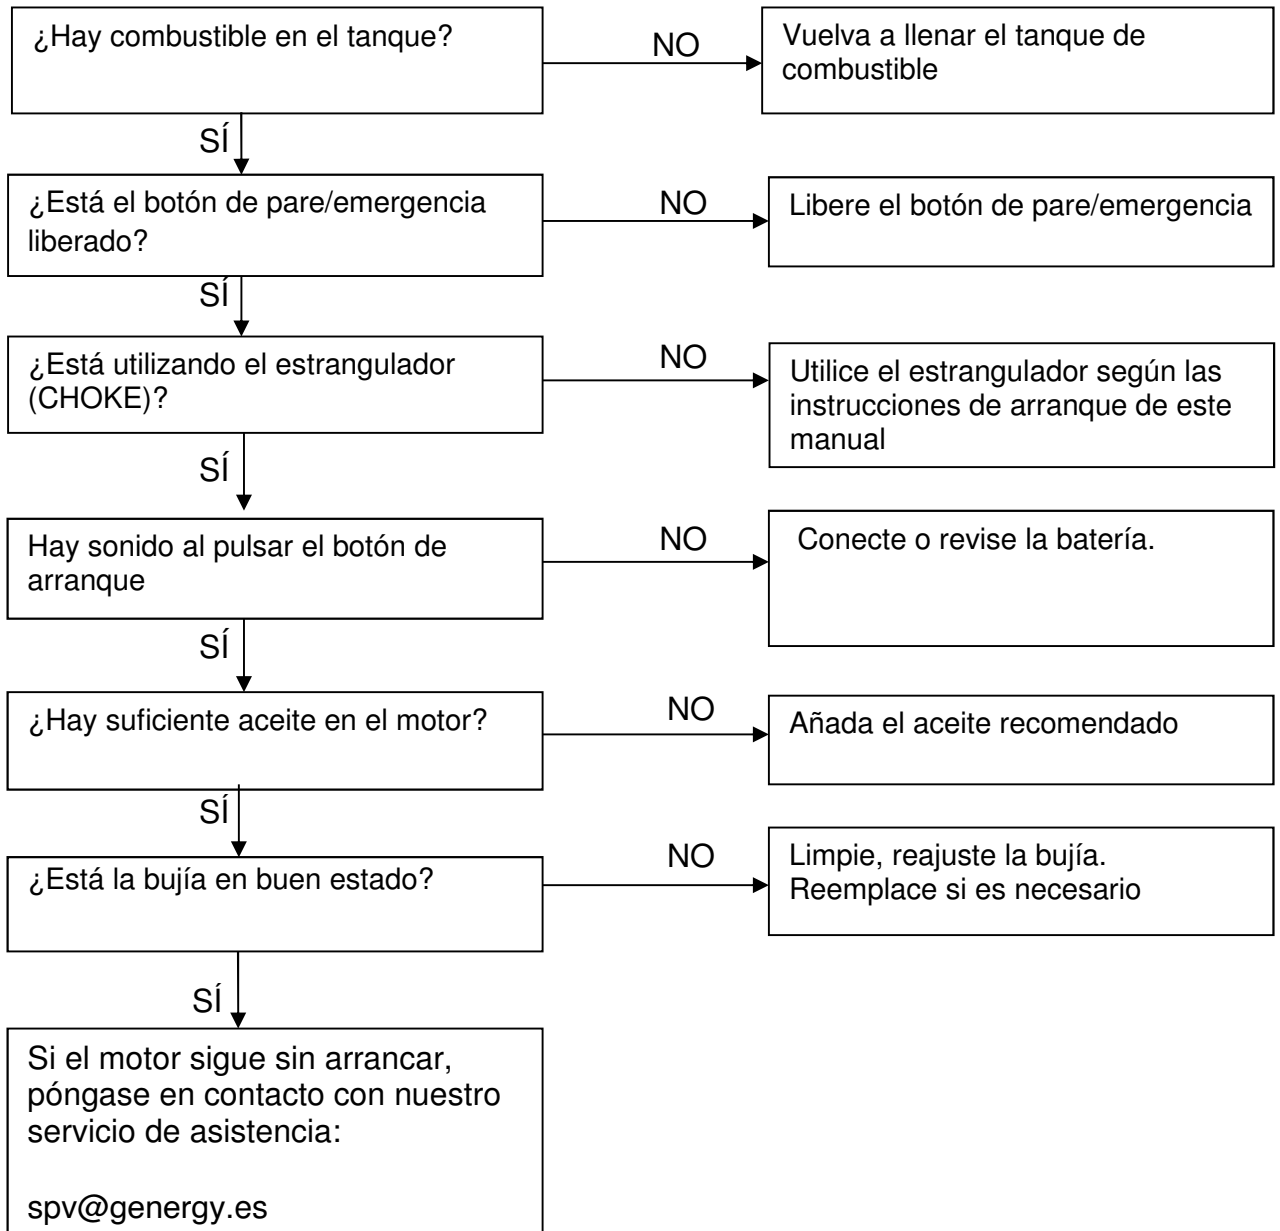 ¿Hay combustible en el tanque?
NO
Vuelva a llenar el tanque de
combustible
SÍ
¿Está el botón de pare/emergencia
liberado?
NO
Libere el botón de pare/emergencia
SÍ
¿Está utilizando el estrangulador
(CHOKE)?
NO
Utilice el estrangulador según las
instrucciones de arranque de este
manual
SÍ
Hay sonido al pulsar el botón de
arranque
NO
Conecte o revise la batería.
SÍ
¿Hay suficiente aceite en el motor?
NO
Añada el aceite recomendado
SÍ
¿Está la bujía en buen estado?
NO
Limpie, reajuste la bujía.
Reemplace si es necesario
SÍ
Si el motor sigue sin arrancar,
póngase en contacto con nuestro
servicio de asistencia:
spv@genergy.es